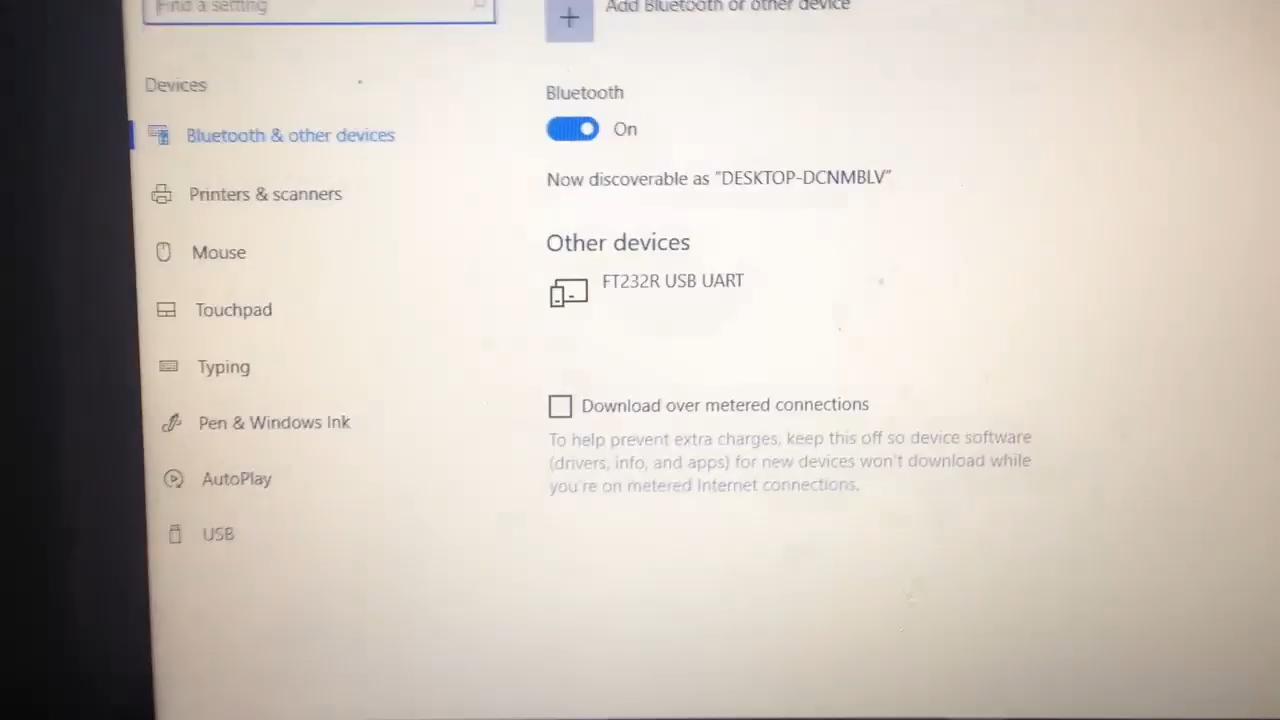 Find a setting
Devices
Bluetooth & other devices
Printers & scanners
Mouse
Touchpad
Typing
Pen & Windows Ink
AutoPlay
USB
Add Bluetooth or other device
Bluetooth
On
Now discoverable as "DESKTOP-DCNMBLV"
Other devices
FT232R USB UART
Download over metered connections
To help prevent extra charges, keep this off so device software
(drivers, info, and apps) for new devices won't download while
you're on metered Internet connections.